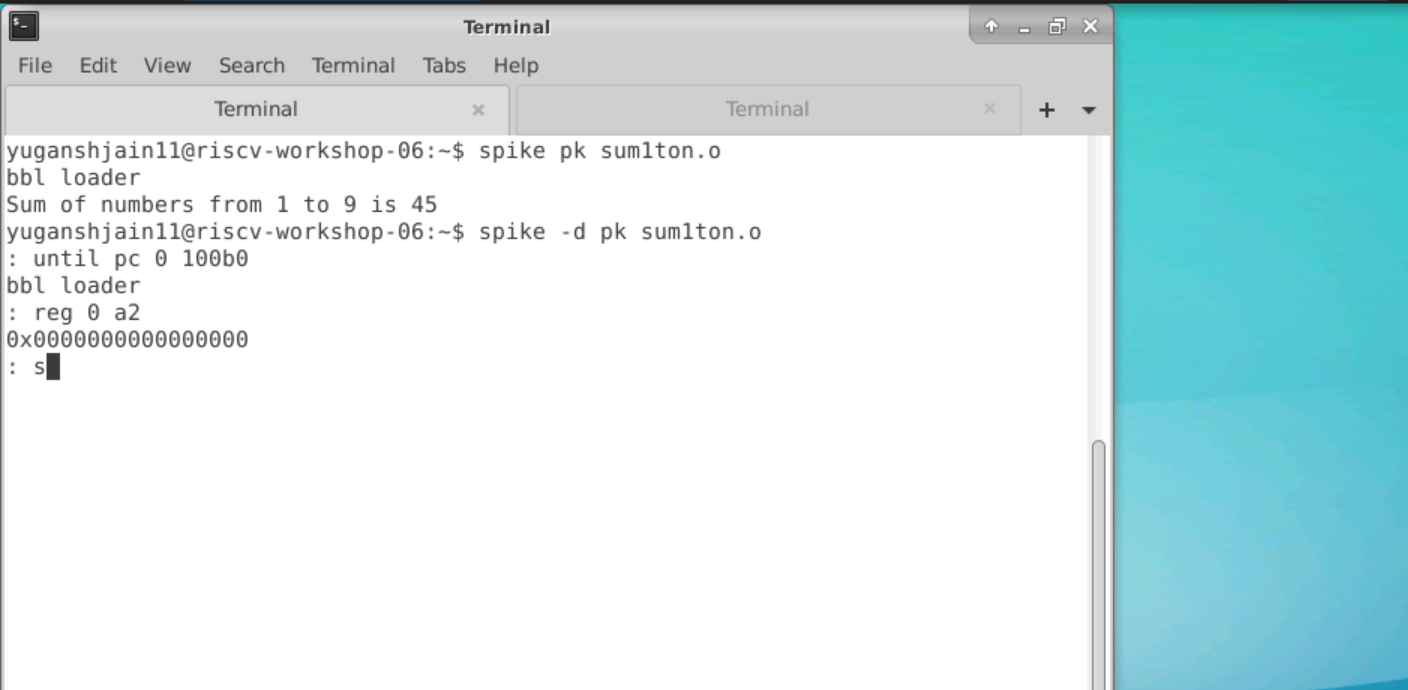 Terminal
File Edit View Search Terminal Tabs Help
Terminal Terminal
yuganshjain11@riscv-workshop-06:~$ spike pk sum1ton.o
bbl loader
Sum of numbers from 1 to 9 is 45
yuganshjain11@riscv-workshop-06:~$ spike -d pk sum1ton.o
: until pc 0 100b0
bbl loader
: reg 0 a2
0x0000000000000000
: s